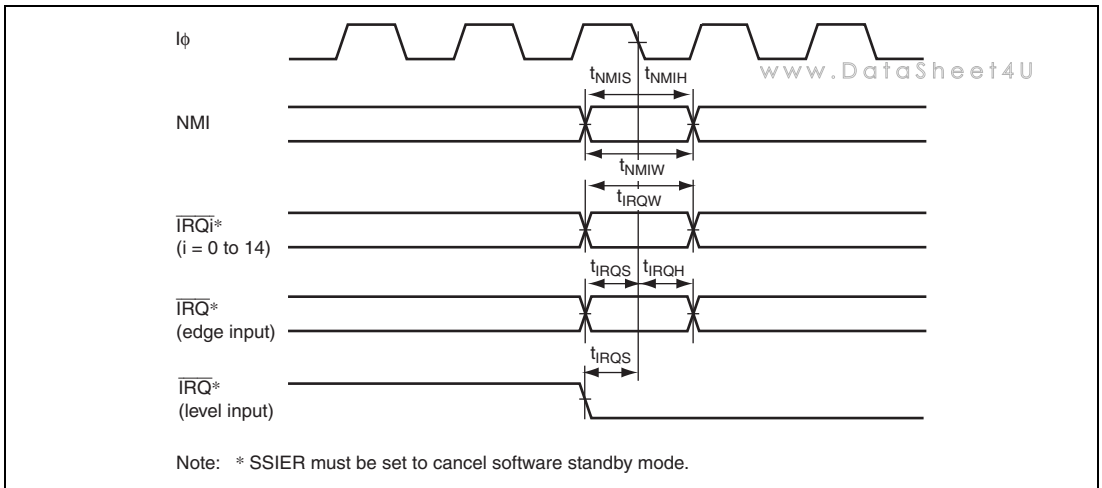 Iϕ
www.DataSheet4U
tNMIS tNMIH
NMI
tNMIW
tIRQW
IRQi*
(i = 0 to 14)
tIRQS tIRQH
IRQ*
(edge input)
tIRQS
IRQ*
(level input)
Note: * SSIER must be set to cancel software standby mode.